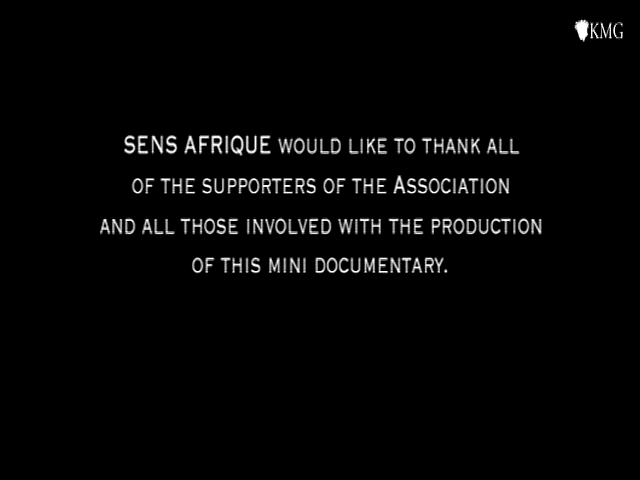 KMG
SENS AFRIQUE WOULD LIKE TO THANK ALL
OF THE SUPPORTERS OF THE ASSOCIATION
AND ALL THOSE INVOLVED WITH THE PRODUCTION
OF THIS MINI DOCUMENTARY.